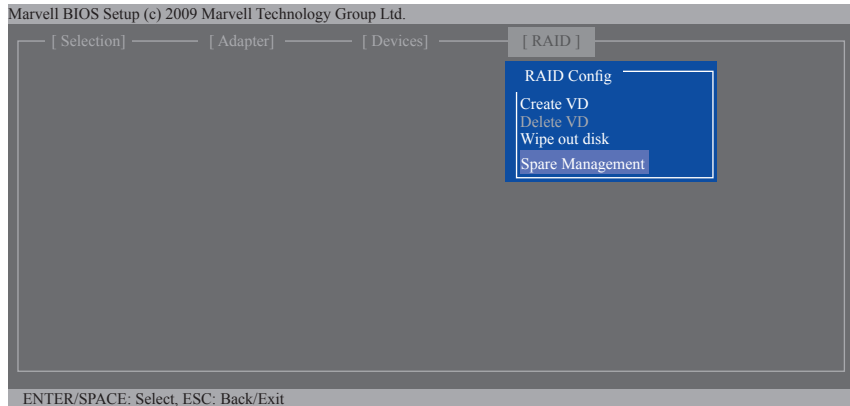 Marvell BIOS Setup (c) 2009 Marvell Technology Group Ltd.
[ Selection] [ Adapter] [ Devices] [ RAID ]
RAID Config
Create VD
Delete VD
Wipe out disk
Spare Management
ENTER/SPACE: Select, ESC: Back/Exit